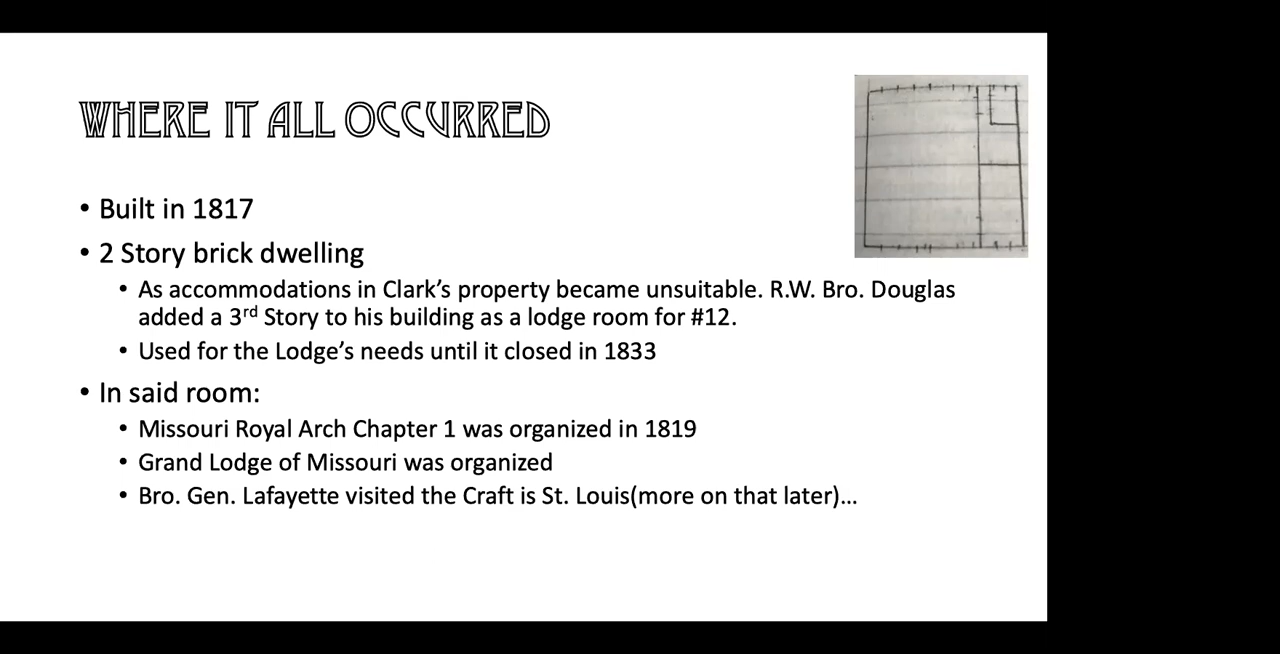 WHERE IT ALL OCCURRED
• Built in 1817
• 2 Story brick dwelling
• As accommodations in Clark's property became unsuitable. R.W. Bro. Douglas
added a 3rd Story to his building as a lodge room for #12.
• Used for the Lodge's needs until it closed in 1833
• In said room:
• Missouri Royal Arch Chapter 1 was organized in 1819
• Grand Lodge of Missouri was organized
• Bro. Gen. Lafayette visited the Craft is St. Louis(more on that later)...